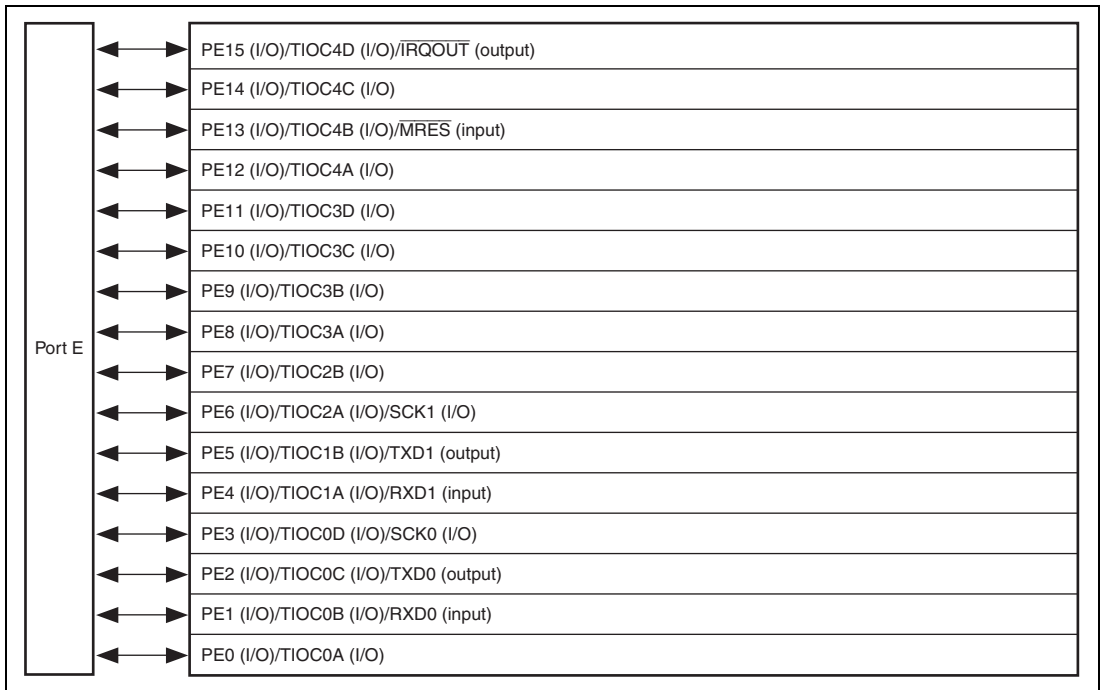 PE15 (I/O)/TIOC4D (I/O)/I̅R̅Q̅O̅U̅T̅ (output)
PE14 (I/O)/TIOC4C (I/O)
PE13 (I/O)/TIOC4B (I/O)/M̅R̅E̅S̅ (input)
PE12 (I/O)/TIOC4A (I/O)
PE11 (I/O)/TIOC3D (I/O)
PE10 (I/O)/TIOC3C (I/O)
PE9 (I/O)/TIOC3B (I/O)
Port E
PE8 (I/O)/TIOC3A (I/O)
PE7 (I/O)/TIOC2B (I/O)
PE6 (I/O)/TIOC2A (I/O)/SCK1 (I/O)
PE5 (I/O)/TIOC1B (I/O)/TXD1 (output)
PE4 (I/O)/TIOC1A (I/O)/RXD1 (input)
PE3 (I/O)/TIOC0D (I/O)/SCK0 (I/O)
PE2 (I/O)/TIOC0C (I/O)/TXD0 (output)
PE1 (I/O)/TIOC0B (I/O)/RXD0 (input)
PE0 (I/O)/TIOC0A (I/O)